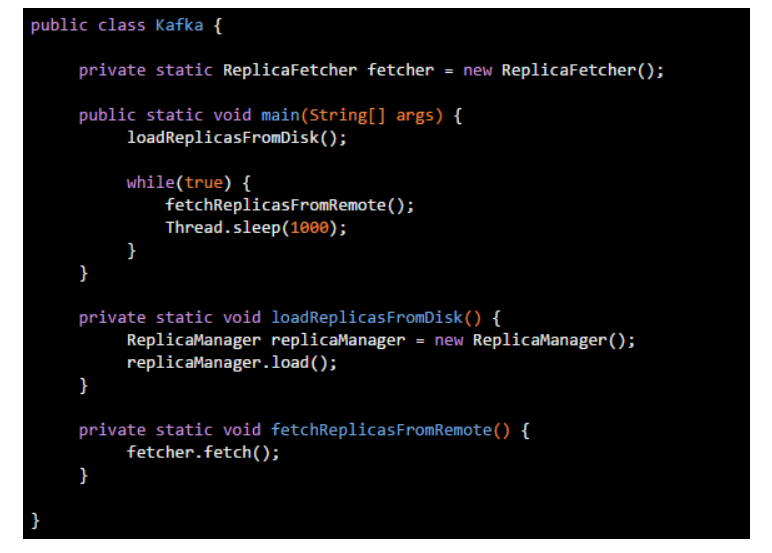 public class Kafka {
private static ReplicaFetcher fetcher = new ReplicaFetcher();
public static void main(String[] args) {
loadReplicasFromDisk();
while(true) {
fetchReplicasFromRemote();
Thread.sleep(1000);
}
}
private static void loadReplicasFromDisk() {
ReplicaManager replicaManager = new ReplicaManager();
replicaManager.load();
}
private static void fetchReplicasFromRemote() {
fetcher.fetch();
}
}